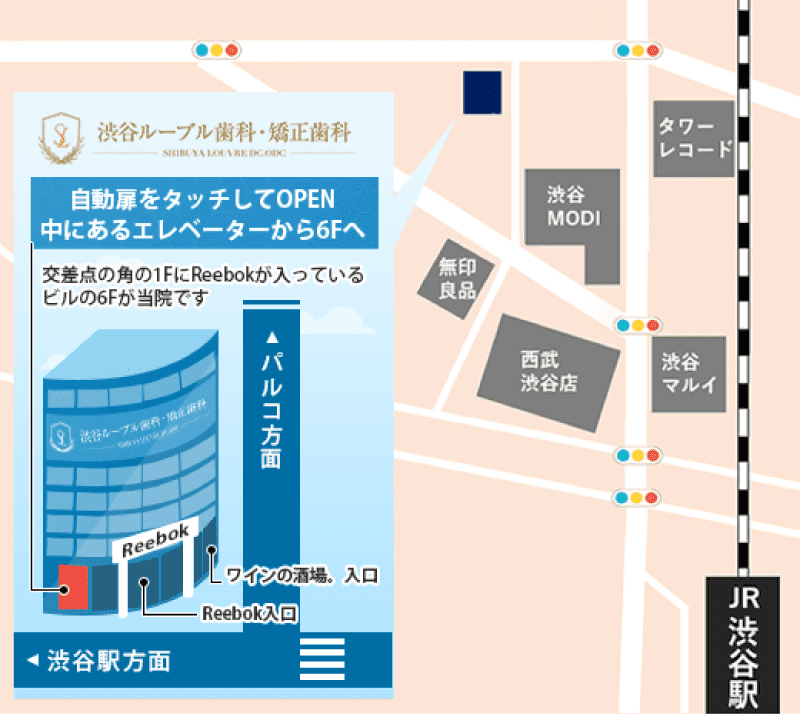 渋谷ルーブル歯科・矯正歯科
SHIBUYA LOUVRE DC.ODC
自動扉をタッチしてOPEN
中にあるエレベーターから6Fへ
交差点の角の1FにReebokが入っている
ビルの6Fが当院です
▲パルコ方面
渋谷ルーブル歯科・矯正歯科
Reebok
ワインの酒場。入口
Reebok入口
◀渋谷駅方面
タワー
レコード
渋谷
MODI
無印
良品
西武
渋谷店
渋谷
マルイ
JR
渋谷駅